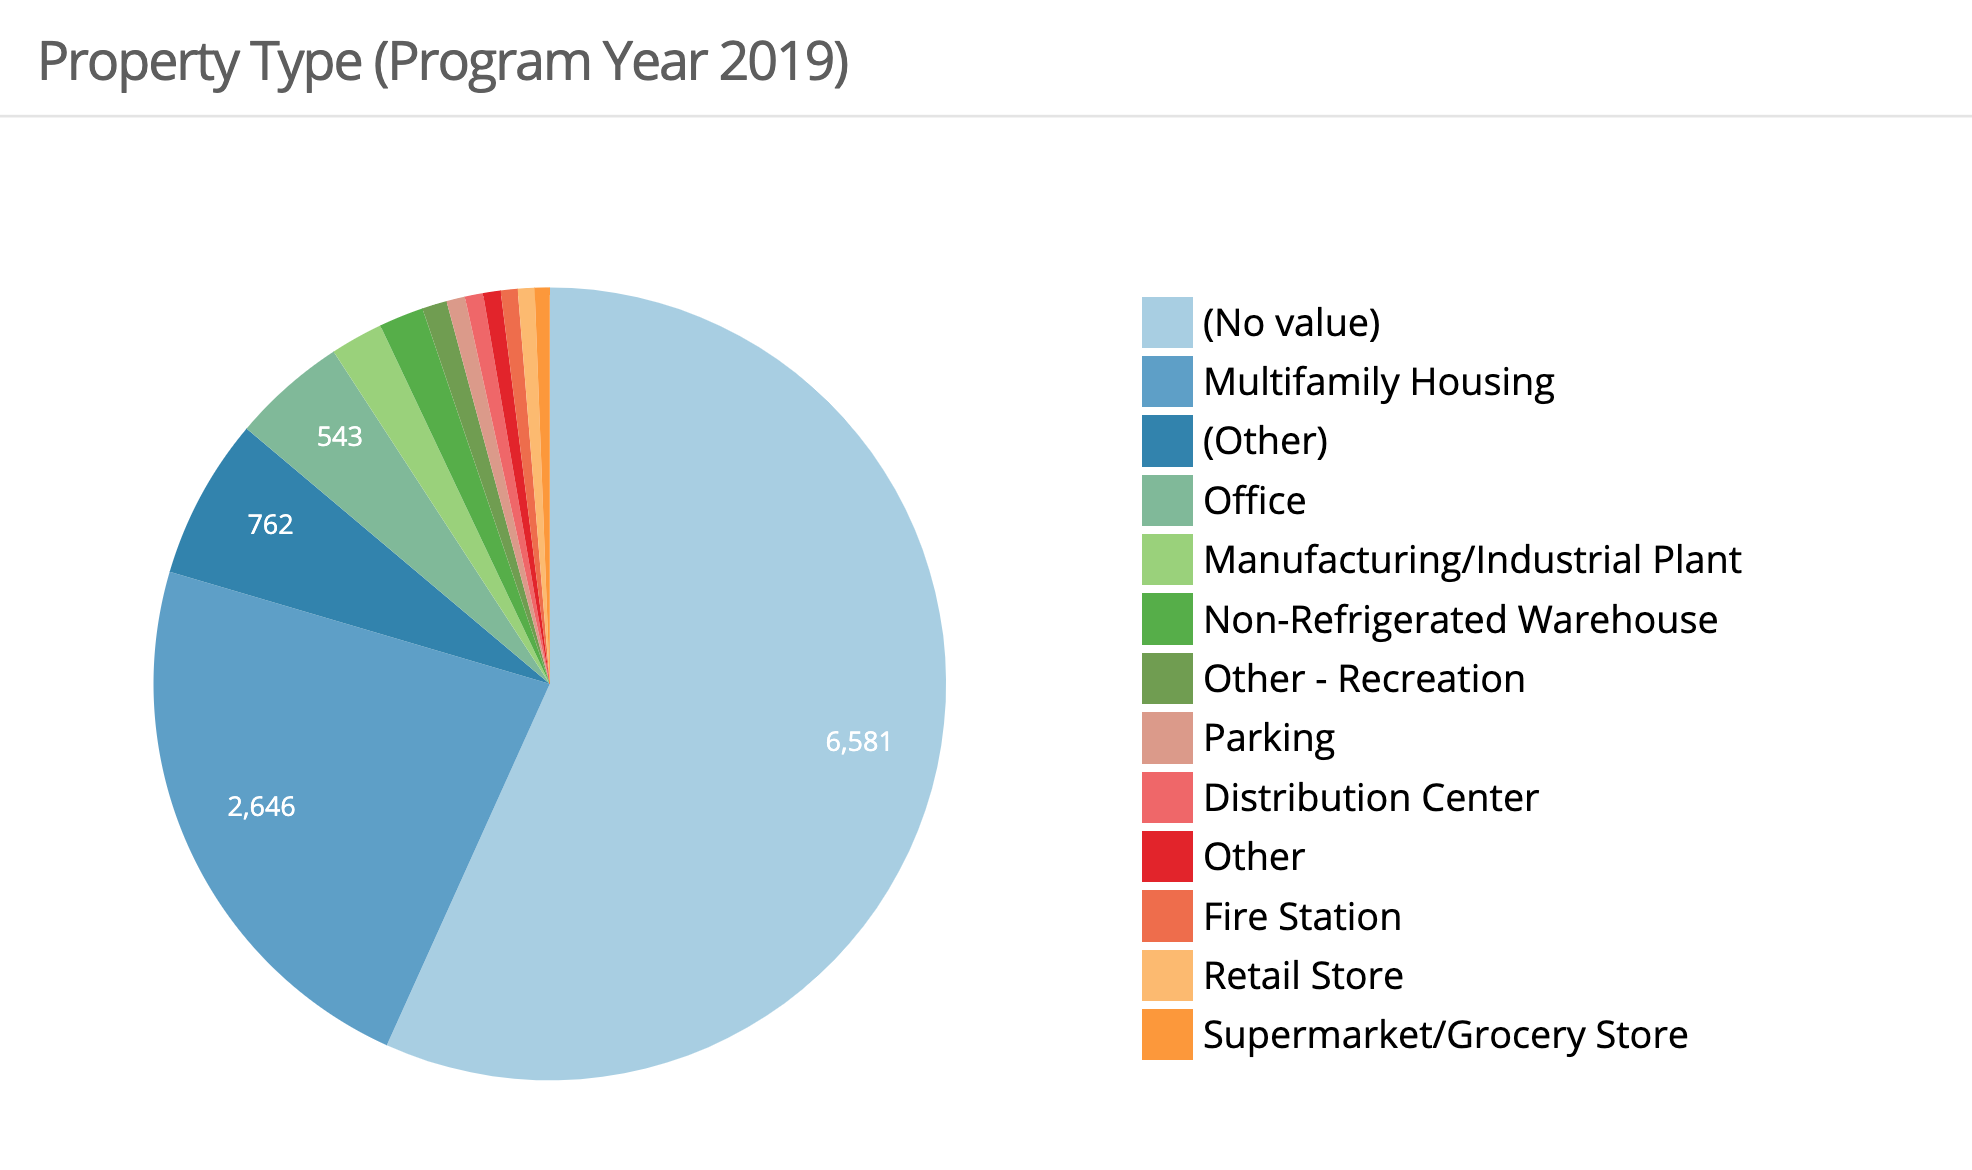 Property Type (Program Year 2019)
543
762
6,581
2,646
(No value)
Multifamily Housing
(Other)
Office
Manufacturing/Industrial Plant
Non-Refrigerated Warehouse
Other - Recreation
Parking
Distribution Center
Other
Fire Station
Retail Store
Supermarket/Grocery Store